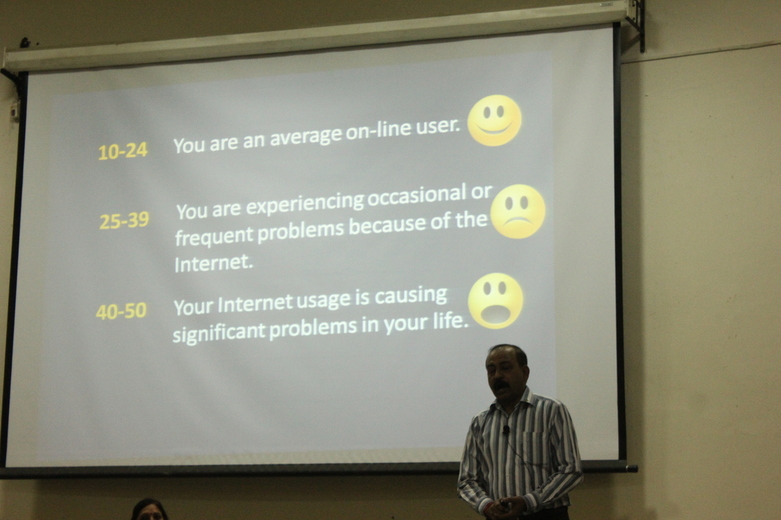 10-24 You are an average on-line user.
25-39 You are experiencing occasional or
frequent problems because of the
Internet.
40-50 Your Internet usage is causing
significant problems in your life.